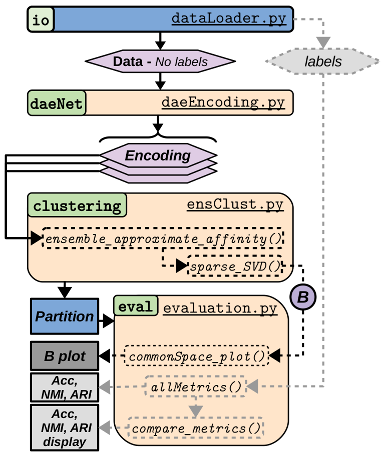 io
dataLoader.py
Data - No labels
labels
daeNet
daeEncoding.py
Encoding
clustering
ensClust.py
ensemble_approximate_affinity()
sparse_SVD()
B
Partition
eval
evaluation.py
B plot
commonSpace_plot()
Acc,
NMI, ARI
allMetrics()
Acc,
NMI, ARI
display
compare_metrics()